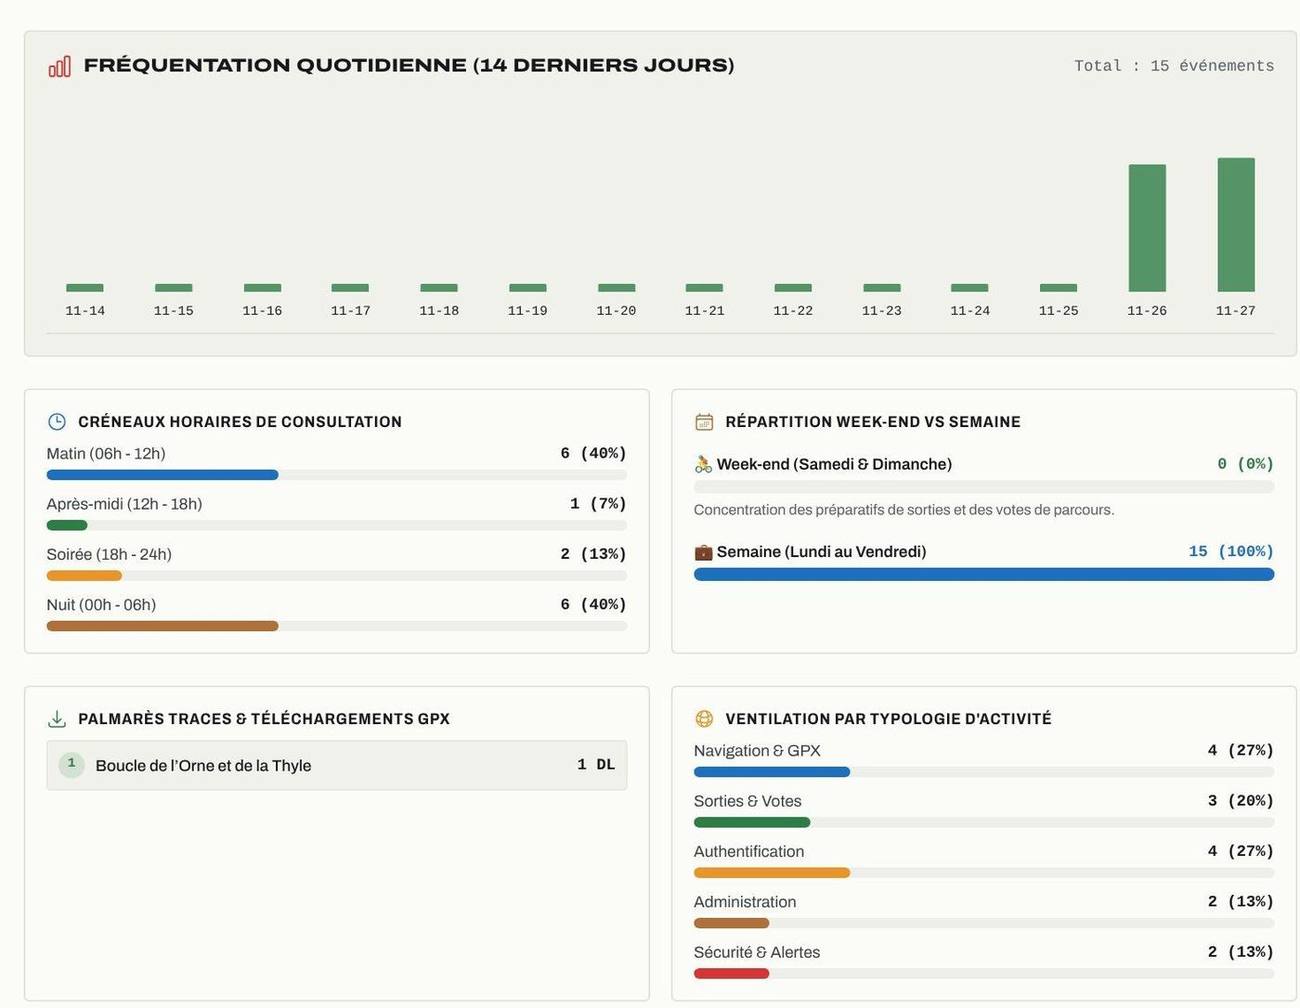 FRÉQUENTATION QUOTIDIENNE (14 DERNIERS JOURS)
Total : 15 événements
11-14 11-15 11-16 11-17 11-18 11-19 11-20 11-21 11-22 11-23 11-24 11-25 11-26 11-27
CRÉNEAUX HORAIRES DE CONSULTATION
Matin (06h - 12h) 6 (40%)
Après-midi (12h - 18h) 1 (7%)
Soirée (18h - 24h) 2 (13%)
Nuit (00h - 06h) 6 (40%)
RÉPARTITION WEEK-END VS SEMAINE
Week-end (Samedi & Dimanche) 0 (0%)
Concentration des préparatifs de sorties et des votes de parcours.
Semaine (Lundi au Vendredi) 15 (100%)
PALMARÈS TRACES & TÉLÉCHARGEMENTS GPX
1 Boucle de l’Orne et de la Thyle 1 DL
VENTILATION PAR TYPOLOGIE D'ACTIVITÉ
Navigation & GPX 4 (27%)
Sorties & Votes 3 (20%)
Authentification 4 (27%)
Administration 2 (13%)
Sécurité & Alertes 2 (13%)